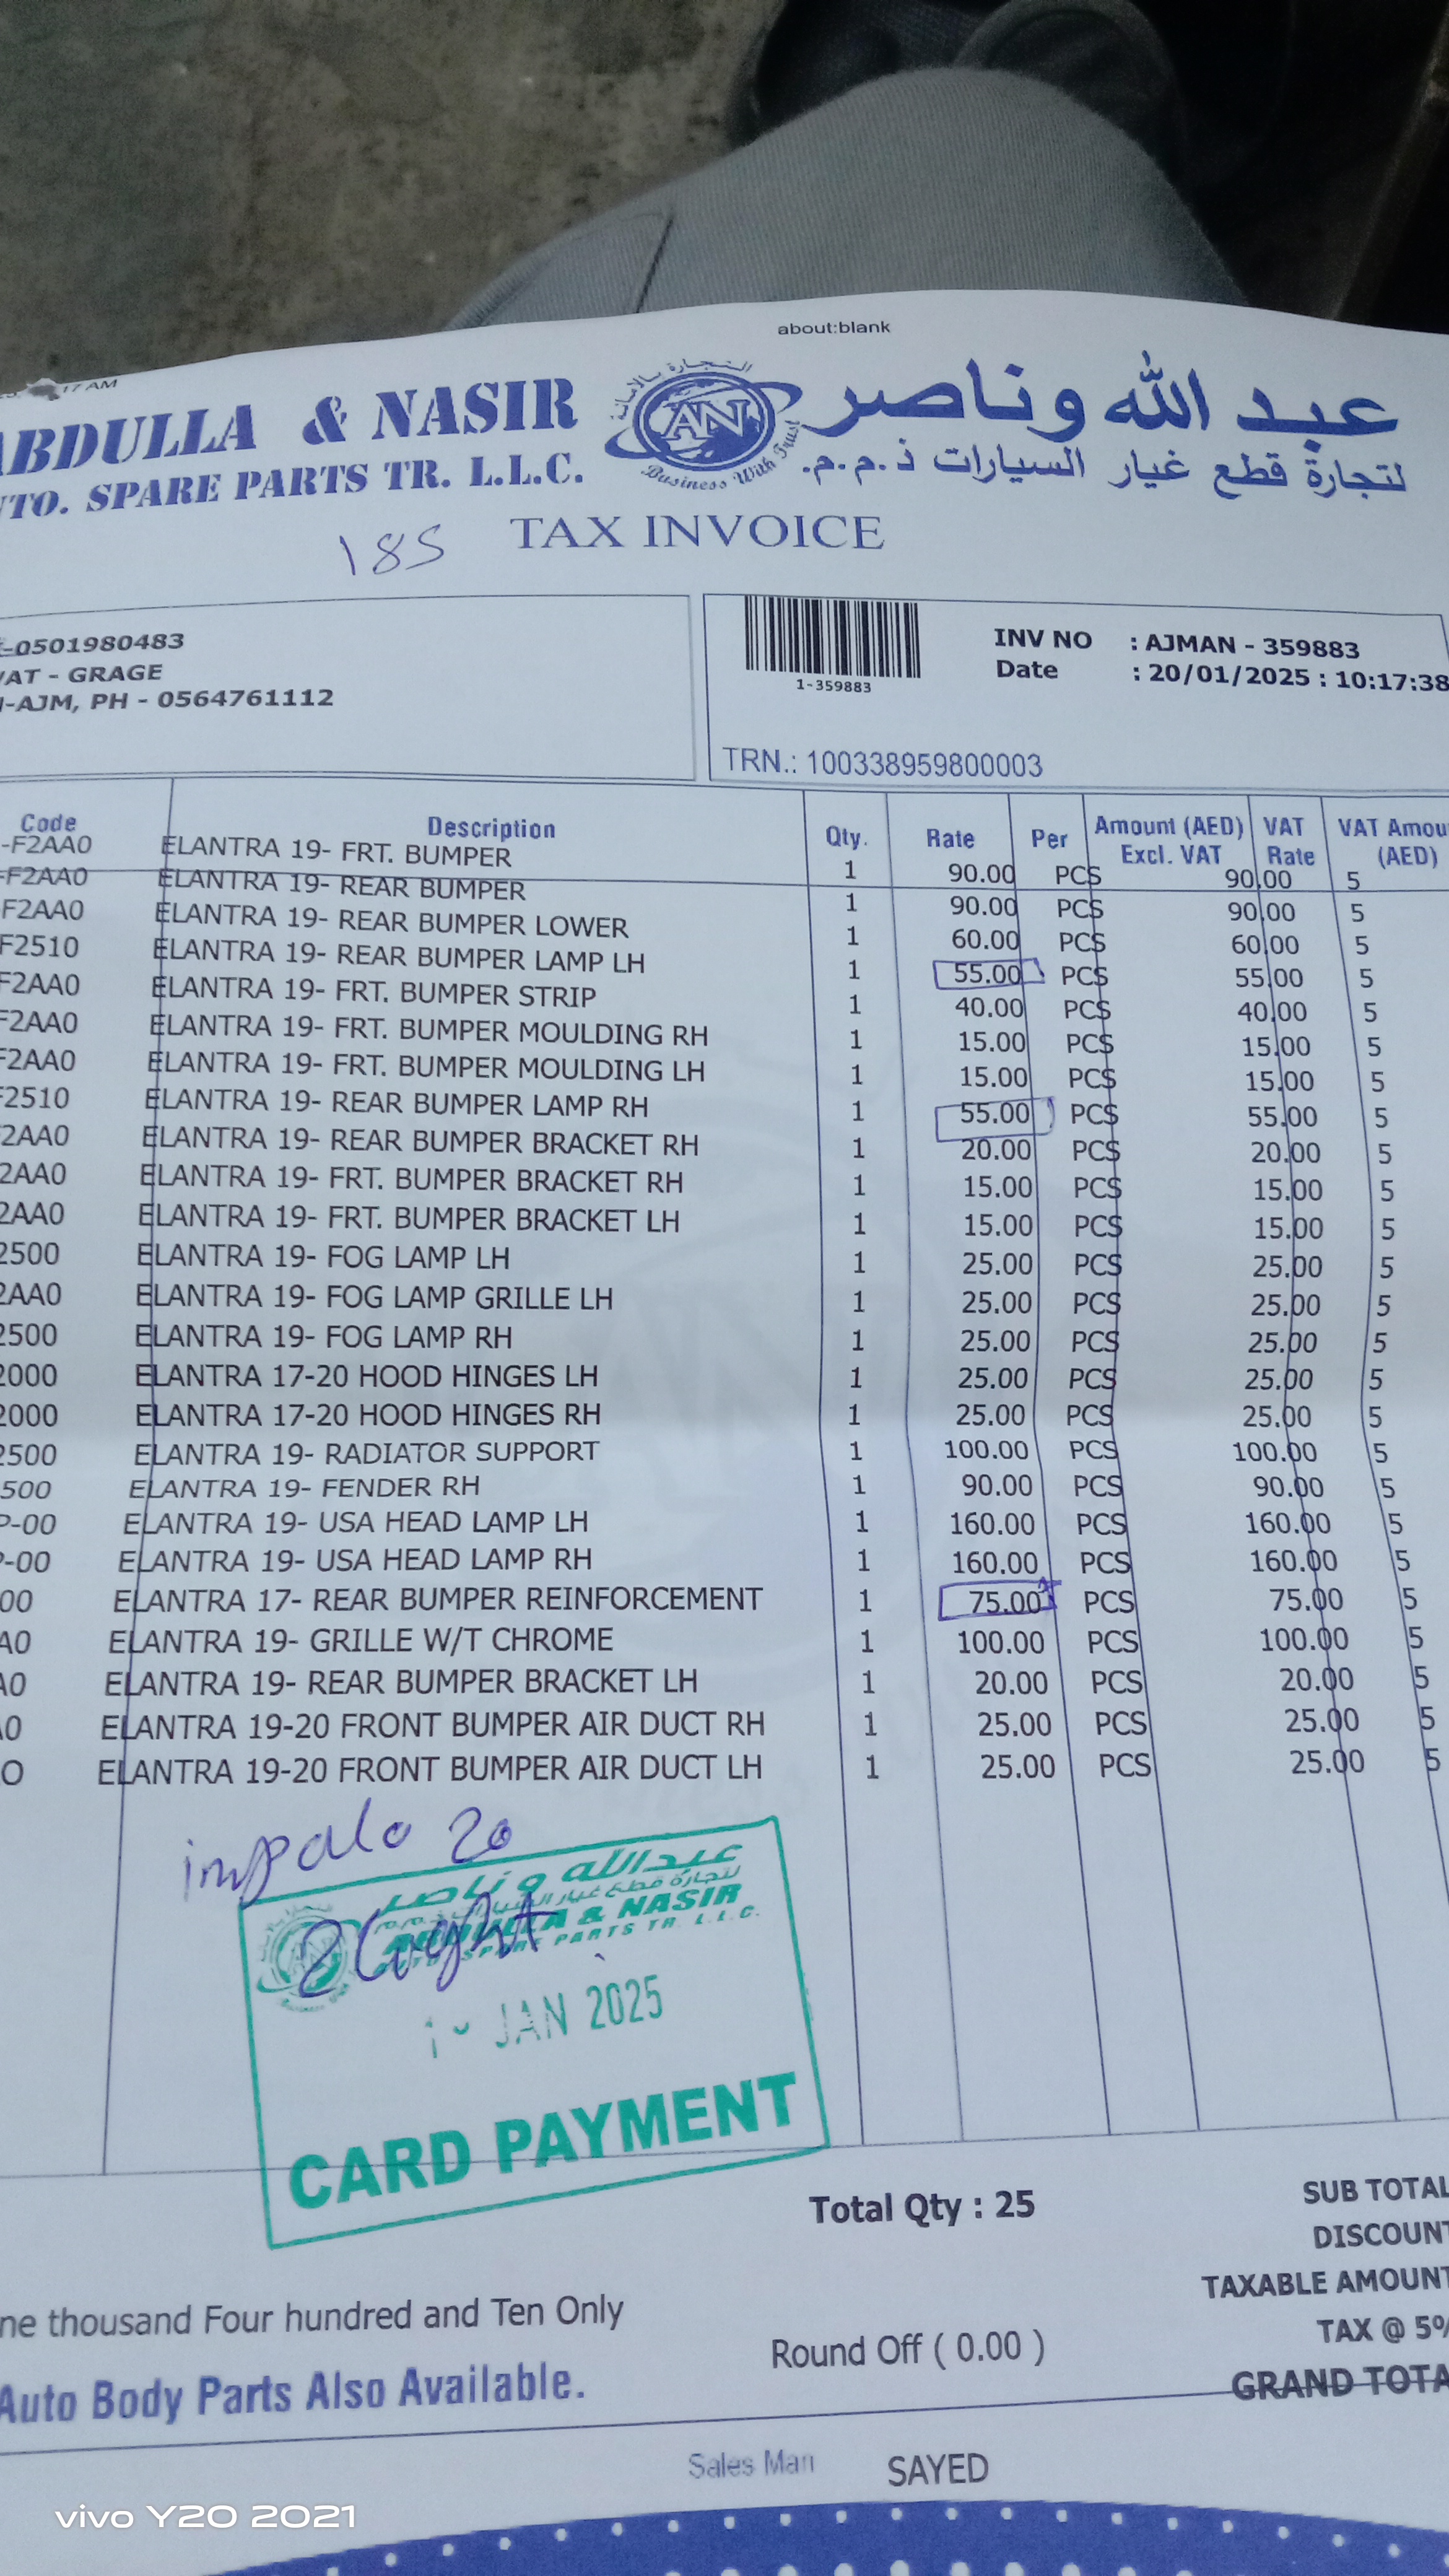 about:blank
17 AM
ABDULLA & NASIR
عبد الله وناصر
AUTO. SPARE PARTS TR. L.L.C.
لتجارة قطع غيار السيارات ذ.م.م.
التجارة بالأمانة
AN
Business With Trust
185
TAX INVOICE
-0501980483
VAT - GRAGE
-AJM, PH - 0564761112
1-359883
INV NO : AJMAN - 359883
Date : 20/01/2025 : 10:17:38
TRN.: 100338959800003
Code Description Qty. Rate Per Amount (AED) Excl. VAT VAT Rate VAT Amou (AED)
-F2AA0 ELANTRA 19- FRT. BUMPER 1 90.00 PCS 90.00 5
-F2AA0 ELANTRA 19- REAR BUMPER 1 90.00 PCS 90.00 5
F2AA0 ELANTRA 19- REAR BUMPER LOWER 1 60.00 PCS 60.00 5
F2510 ELANTRA 19- REAR BUMPER LAMP LH 1 55.00 PCS 55.00 5
F2AA0 ELANTRA 19- FRT. BUMPER STRIP 1 40.00 PCS 40.00 5
F2AA0 ELANTRA 19- FRT. BUMPER MOULDING RH 1 15.00 PCS 15.00 5
F2AA0 ELANTRA 19- FRT. BUMPER MOULDING LH 1 15.00 PCS 15.00 5
F2510 ELANTRA 19- REAR BUMPER LAMP RH 1 55.00 PCS 55.00 5
2AA0 ELANTRA 19- REAR BUMPER BRACKET RH 1 20.00 PCS 20.00 5
2AA0 ELANTRA 19- FRT. BUMPER BRACKET RH 1 15.00 PCS 15.00 5
2AA0 ELANTRA 19- FRT. BUMPER BRACKET LH 1 15.00 PCS 15.00 5
2500 ELANTRA 19- FOG LAMP LH 1 25.00 PCS 25.00 5
2AA0 ELANTRA 19- FOG LAMP GRILLE LH 1 25.00 PCS 25.00 5
2500 ELANTRA 19- FOG LAMP RH 1 25.00 PCS 25.00 5
2000 ELANTRA 17-20 HOOD HINGES LH 1 25.00 PCS 25.00 5
2000 ELANTRA 17-20 HOOD HINGES RH 1 25.00 PCS 25.00 5
2500 ELANTRA 19- RADIATOR SUPPORT 1 100.00 PCS 100.00 5
500 ELANTRA 19- FENDER RH 1 90.00 PCS 90.00 5
P-00 ELANTRA 19- USA HEAD LAMP LH 1 160.00 PCS 160.00 5
P-00 ELANTRA 19- USA HEAD LAMP RH 1 160.00 PCS 160.00 5
00 ELANTRA 17- REAR BUMPER REINFORCEMENT 1 75.00 PCS 75.00 5
A0 ELANTRA 19- GRILLE W/T CHROME 1 100.00 PCS 100.00 5
A0 ELANTRA 19- REAR BUMPER BRACKET LH 1 20.00 PCS 20.00 5
0 ELANTRA 19-20 FRONT BUMPER AIR DUCT RH 1 25.00 PCS 25.00 5
O ELANTRA 19-20 FRONT BUMPER AIR DUCT LH 1 25.00 PCS 25.00 5
impala 20
عبدالله وناصر
لتجارة قطع غيار السيارات ذ.م.م
ABDULLA & NASIR
AUTO SPARE PARTS TR. L.L.C.
JAN 2025
CARD PAYMENT
Total Qty : 25
SUB TOTAL
DISCOUNT
TAXABLE AMOUNT
TAX @ 5%
GRAND TOTA
ne thousand Four hundred and Ten Only
Round Off ( 0.00 )
Auto Body Parts Also Available.
Sales Man SAYED
vivo Y20 2021